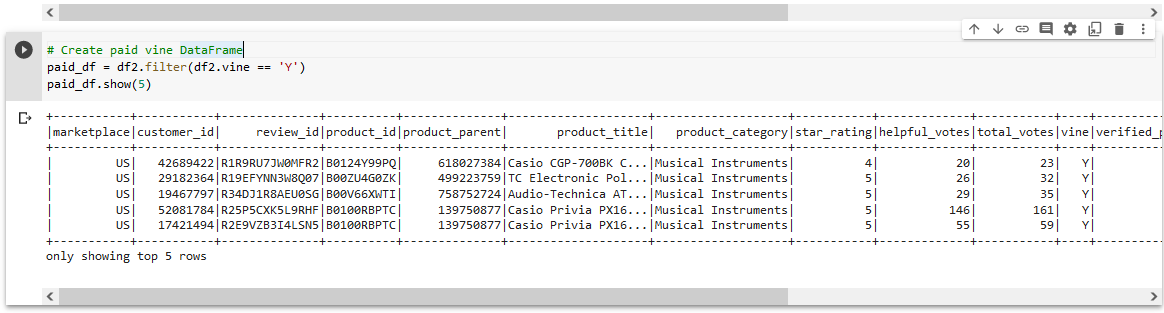 # Create paid vine DataFrame
paid_df = df2.filter(df2.vine == 'Y')
paid_df.show(5)
+-----------+-----------+--------------+----------+--------------+--------------------+-------------------+-----------+-------------+-----------+----+----------
|marketplace|customer_id|     review_id|product_id|product_parent|       product_title|   product_category|star_rating|helpful_votes|total_votes|vine|verified_p
+-----------+-----------+--------------+----------+--------------+--------------------+-------------------+-----------+-------------+-----------+----+----------
|         US|   42689422|R1R9RU7JW0MFR2|B0124Y99PQ|     618027384|Casio CGP-700BK C...|Musical Instruments|          4|           20|         23|   Y|
|         US|   29182364|R19EFYNN3W8Q07|B00ZU4G0ZK|     499223759|TC Electronic Pol...|Musical Instruments|          5|           26|         32|   Y|
|         US|   19467797|R34DJ1R8AEU0SG|B00V66XWTI|     758752724|Audio-Technica AT...|Musical Instruments|          5|           29|         35|   Y|
|         US|   52081784|R25P5CXK5L9RHF|B0100RBPTC|     139750877|Casio Privia PX16...|Musical Instruments|          5|          146|        161|   Y|
|         US|   17421494|R2E9VZB3I4LSN5|B0100RBPTC|     139750877|Casio Privia PX16...|Musical Instruments|          5|           55|         59|   Y|
+-----------+-----------+--------------+----------+--------------+--------------------+-------------------+-----------+-------------+-----------+----+----------
only showing top 5 rows